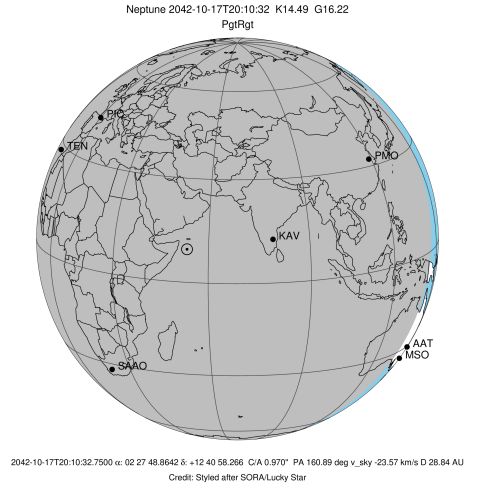 Neptune 2042-10-17T20:10:32 K14.49 G16.22
PgtRgt
PIC
TEN
PMO
KAV
AAT
MSO
SAAO
2042-10-17T20:10:32.7500 α: 02 27 48.8642 δ: +12 40 58.266 C/A 0.970" PA 160.89 deg v_sky -23.57 km/s D 28.84 AU
Credit: Styled after SORA/Lucky Star